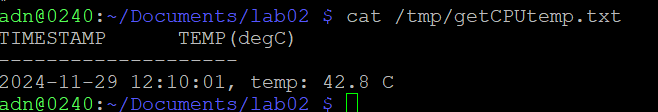 adn@0240:~/Documents/lab02 $ cat /tmp/getCPUtemp.txt
TIMESTAMP      TEMP(degC)
--------------------
2024-11-29 12:10:01, temp: 42.8 C
adn@0240:~/Documents/lab02 $